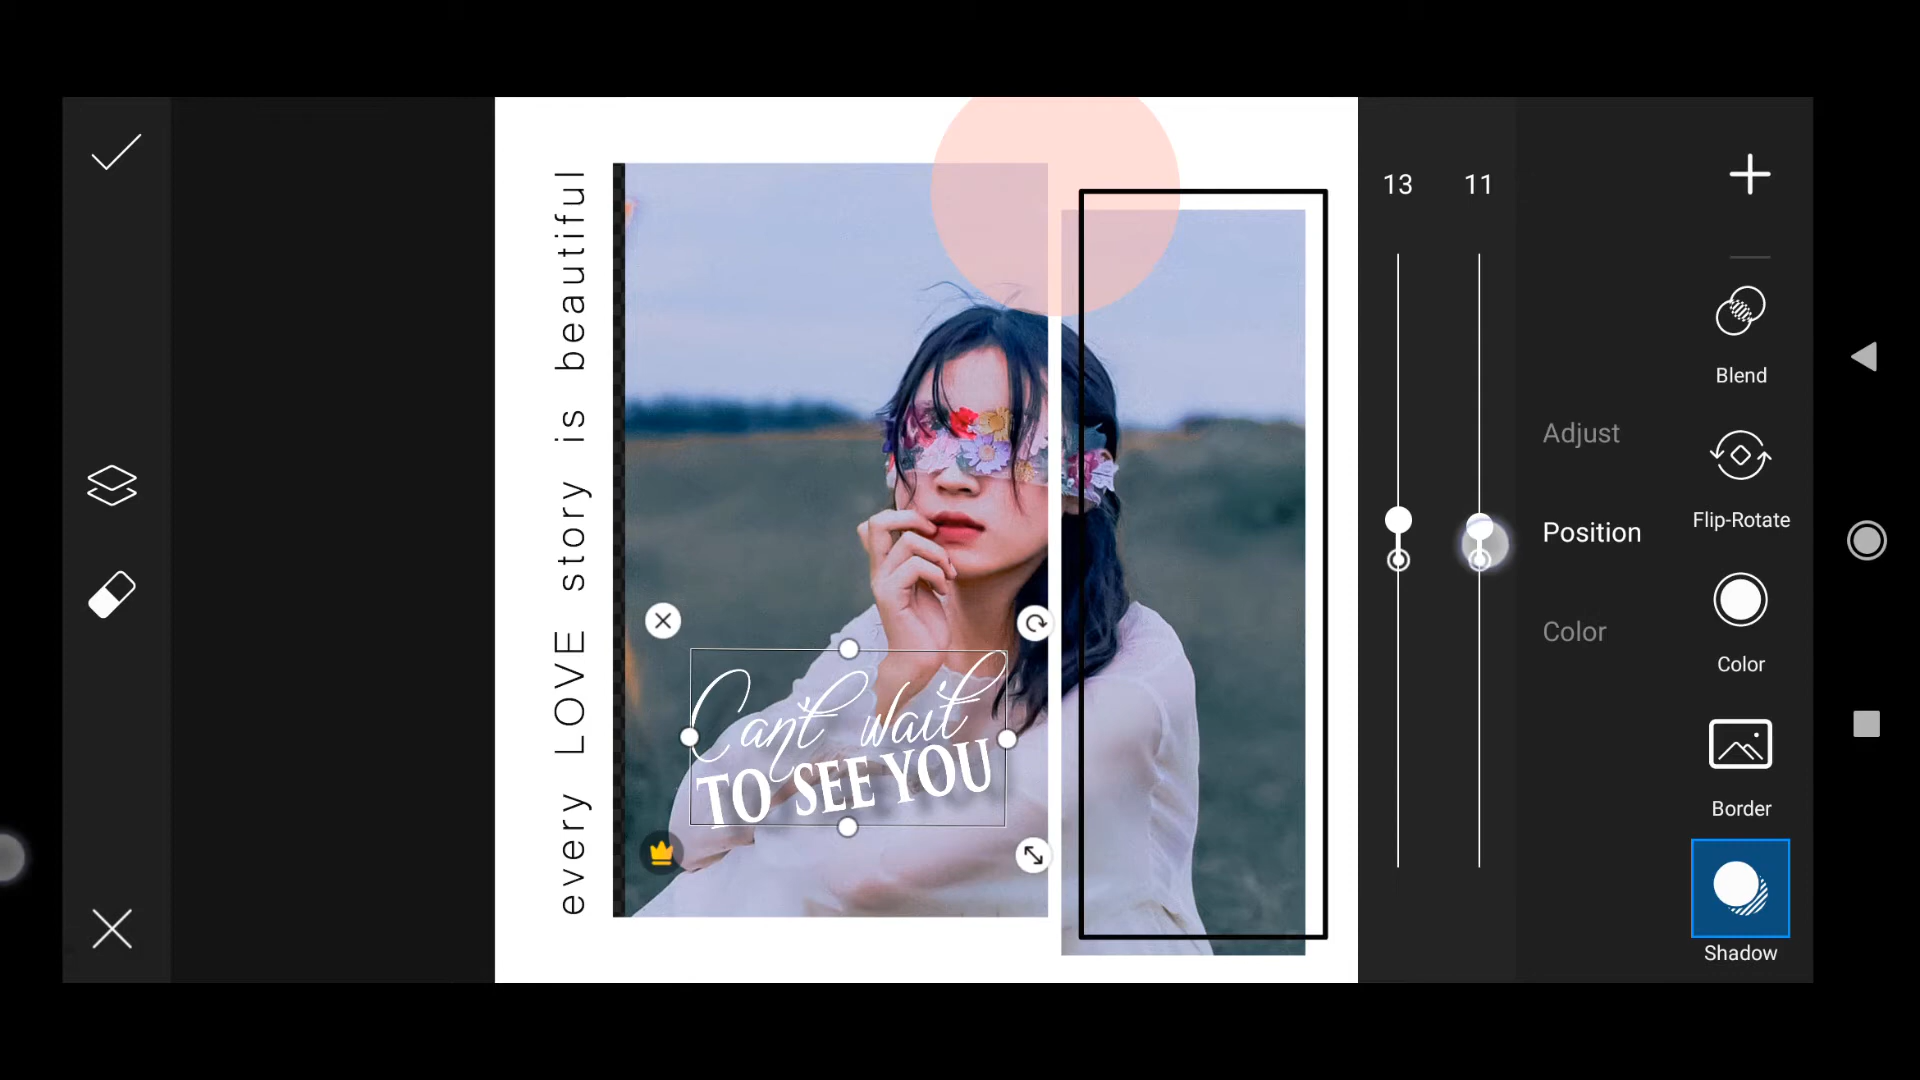 every LOVE story is beautiful
Can't wait
TO SEE YOU
13 11
Adjust
Position
Color
Blend
Flip-Rotate
Color
Border
Shadow